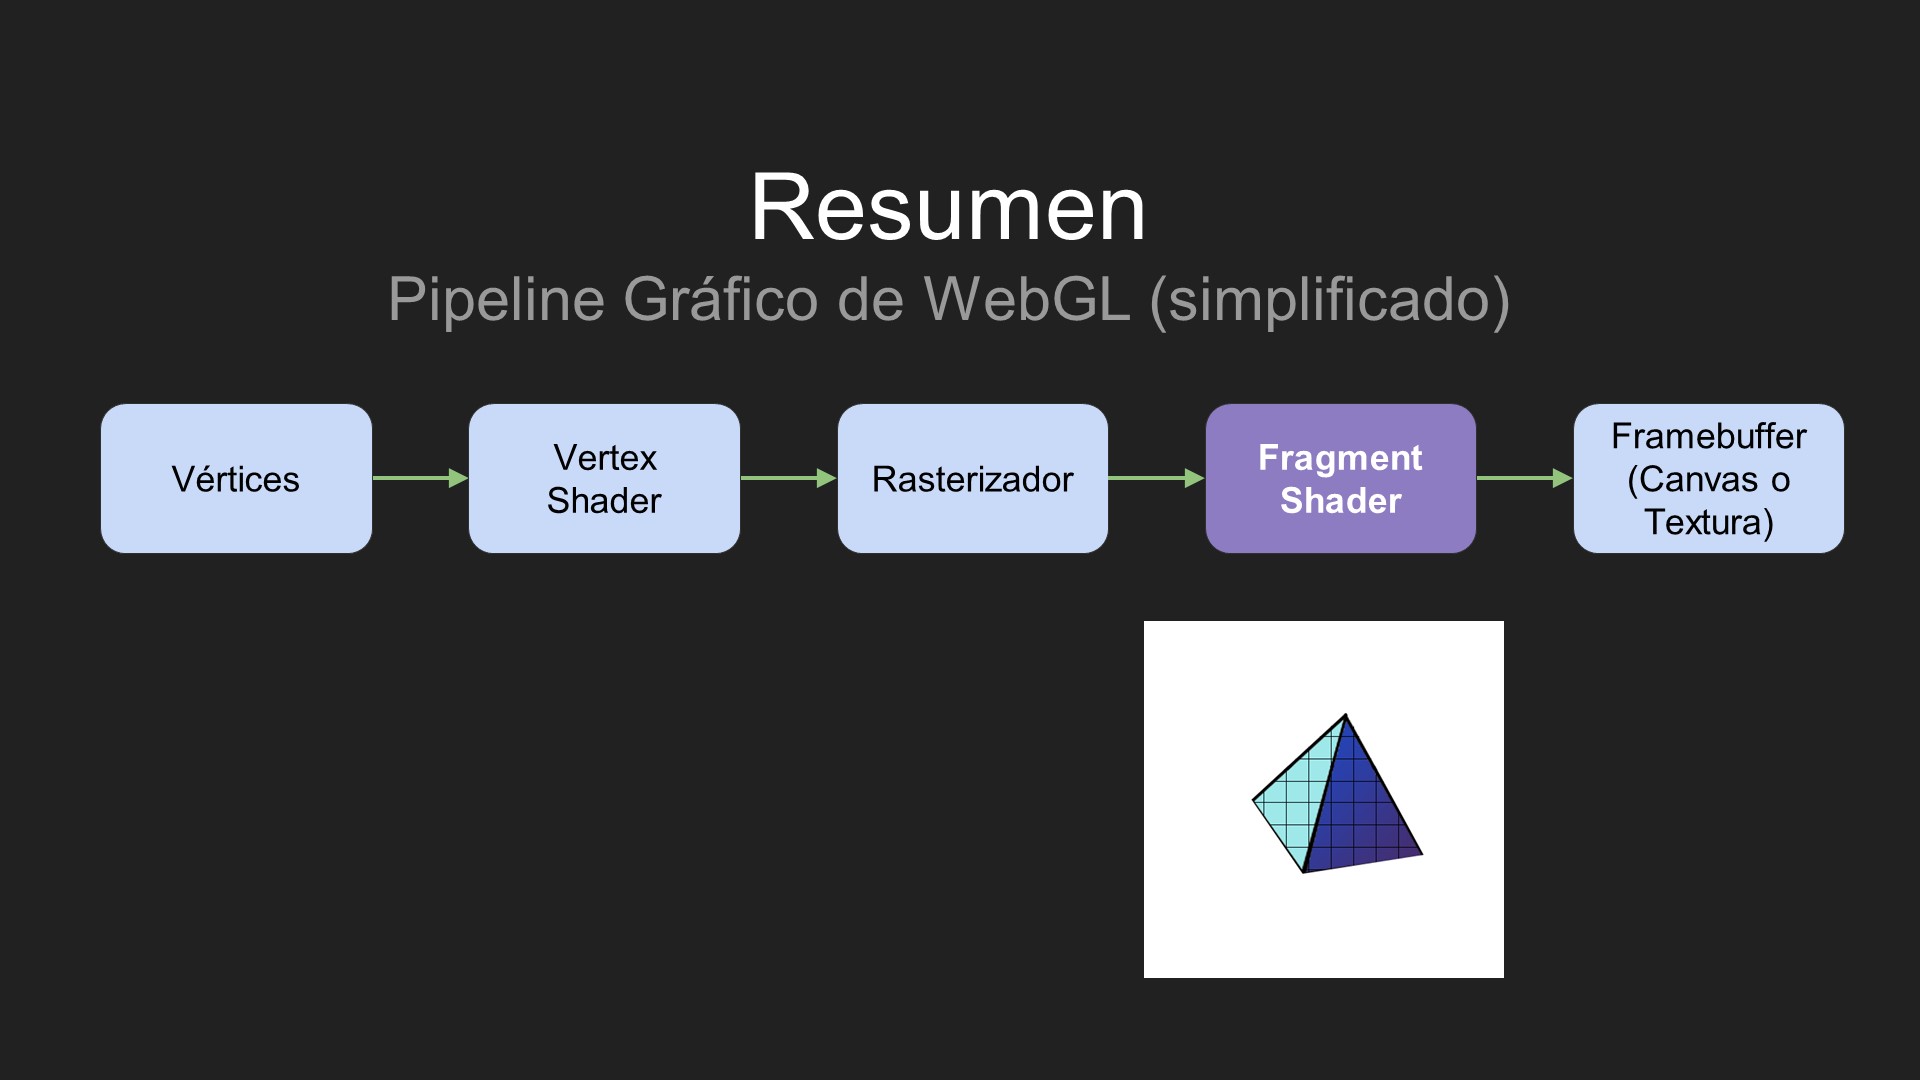 Resumen
Pipeline Gráfico de WebGL (simplificado)
Vértices
Vertex
Shader
Rasterizador
Fragment
Shader
Framebuffer
(Canvas o
Textura)